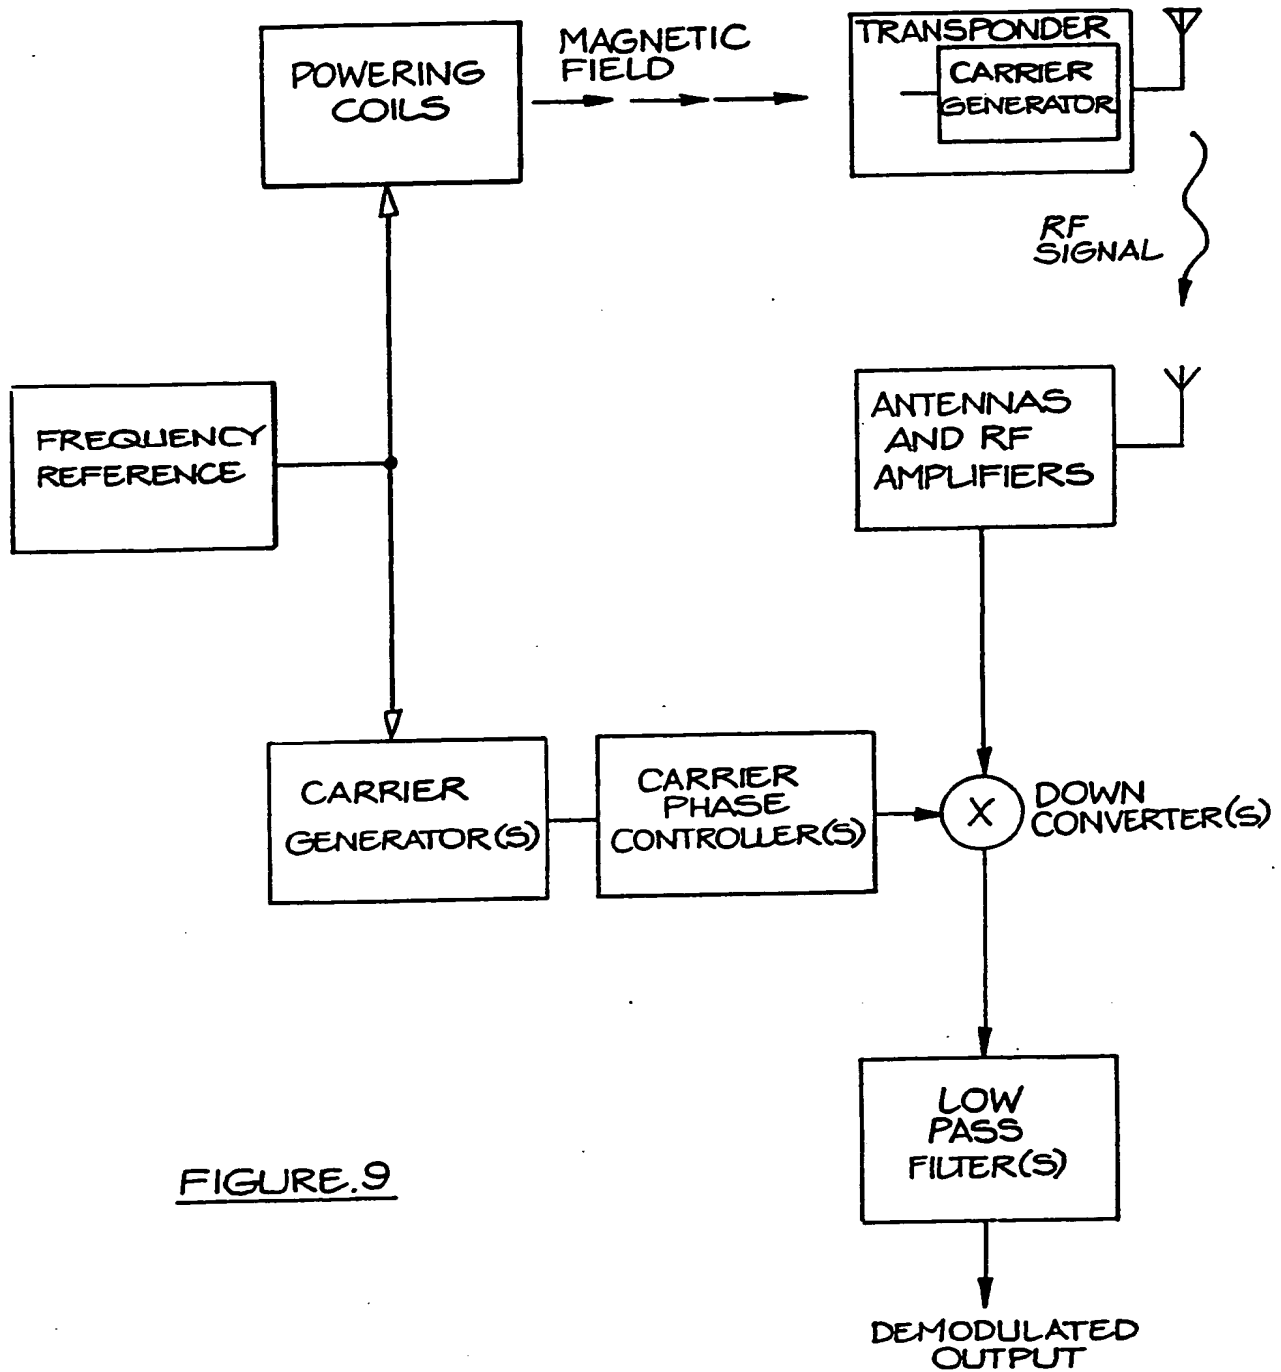 POWERING
COILS
MAGNETIC
FIELD
TRANSPONDER
CARRIER
GENERATOR
RF
SIGNAL
FREQUENCY
REFERENCE
ANTENNAS
AND RF
AMPLIFIERS
CARRIER
GENERATOR(S)
CARRIER
PHASE
CONTROLLER(S)
X
DOWN
CONVERTER(S)
LOW
PASS
FILTER(S)
FIGURE.9
DEMODULATED
OUTPUT